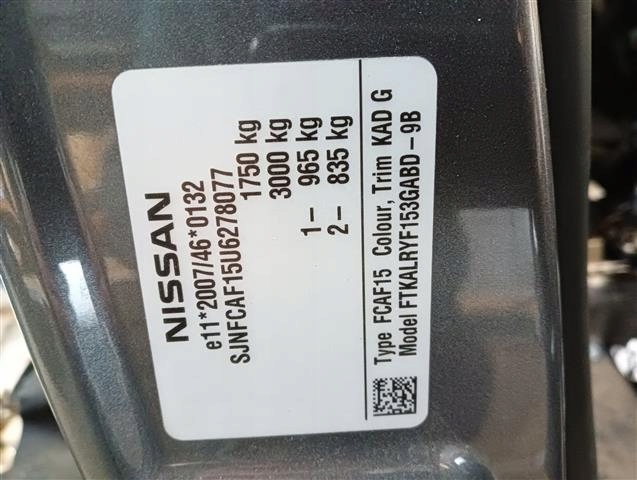 NISSAN
e11*2007/46*0132
SJNFCAF15U6278077
1750 kg
3000 kg
1– 965 kg
2– 835 kg
Type FCAF15 Colour, Trim KAD G
Model FTKALRYF153GABD – 9B